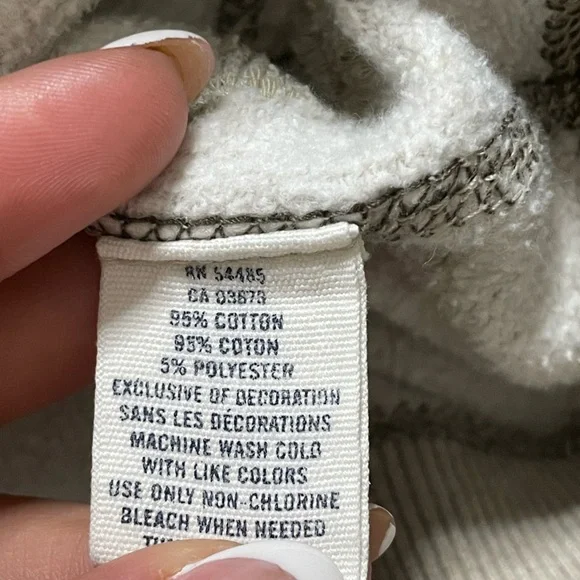 RN 54485
CA 03673
95% COTTON
95% COTON
5% POLYESTER
EXCLUSIVE OF DECORATION
SANS LES DÉCORATIONS
MACHINE WASH COLD
WITH LIKE COLORS
USE ONLY NON-CHLORINE
BLEACH WHEN NEEDED